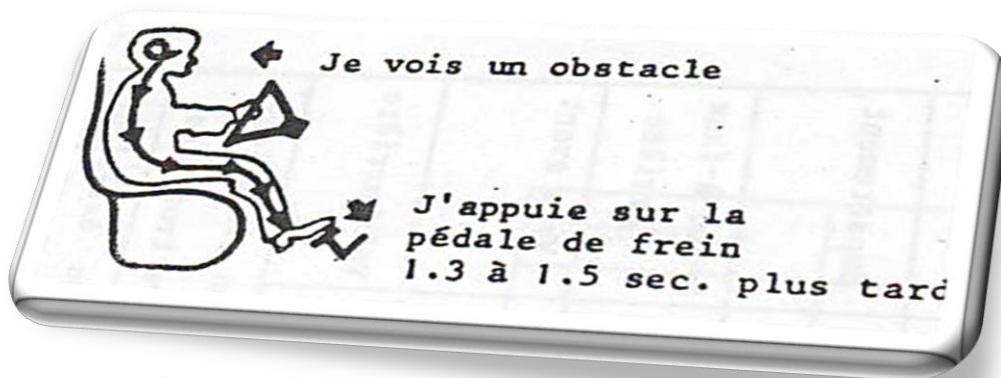 Je vois un obstacle
J'appuie sur la
pédale de frein
1.3 à 1.5 sec. plus tard